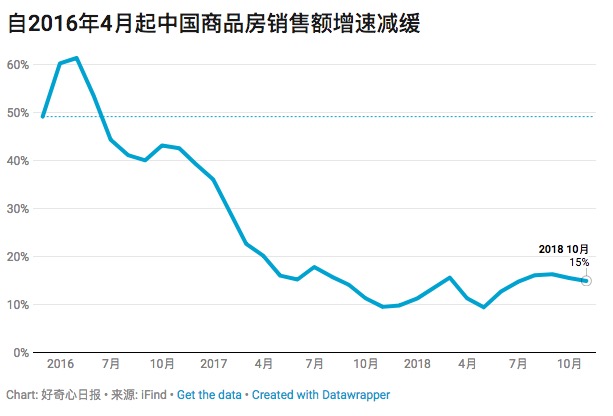 自2016年4月起中国商品房销售额增速减缓
60%
50%
40%
30%
20%
10%
0%
2018 10月
15%
2016 7月 10月 2017 4月 7月 10月 2018 4月 7月 10月
Chart: 好奇心日报 • 来源: iFind • Get the data • Created with Datawrapper